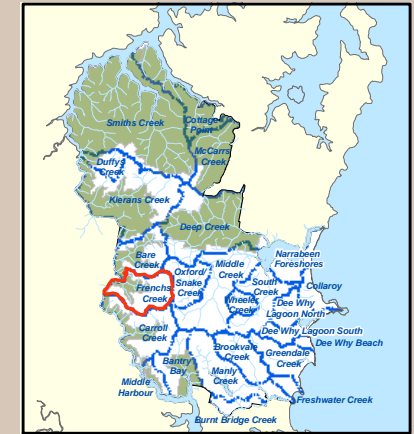 Smiths Creek
Cottage
Point
McCarrs
Creek
Duffys
Creek
Kierans Creek
Deep Creek
Bare
Creek
Narrabeen
Foreshores
Oxford/
Snake
Creek
Middle
Creek
Frenchs
Creek
South
Creek
Collaroy
Wheeler
Creek
Dee Why
Lagoon North
Carroll
Creek
Dee Why Lagoon South
Dee Why Beach
Brookvale
Creek
Greendale
Creek
Bantry
Bay
Manly
Creek
Middle
Harbour
Freshwater Creek
Burnt Bridge Creek